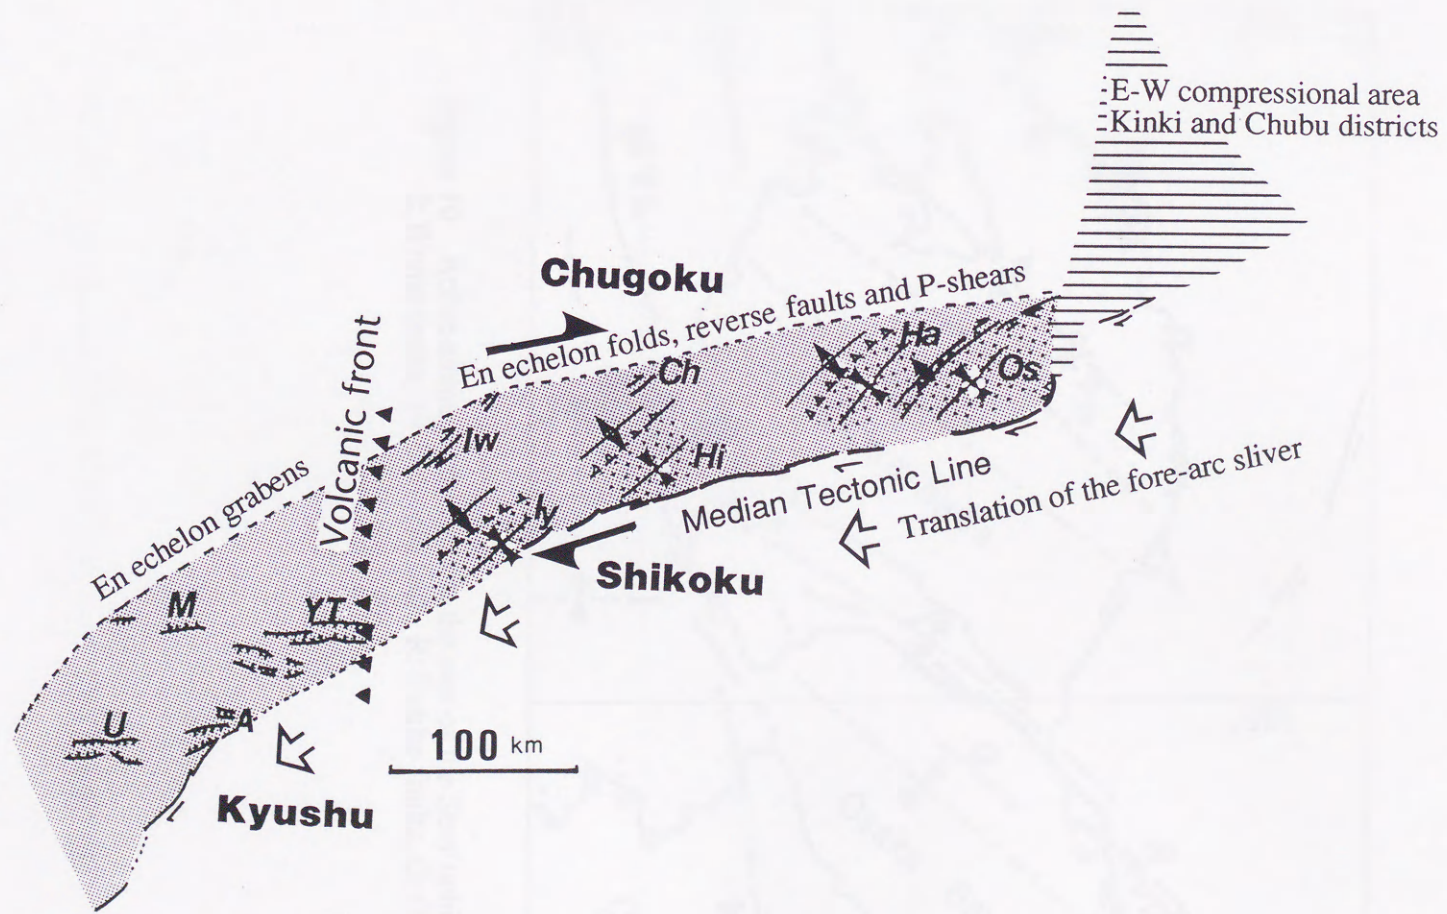 E-W compressional area
Kinki and Chubu districts
Chugoku
En echelon folds, reverse faults and P-shears
Volcanic front
Ha
Os
Ch
Iw
Hi
Iy
Median Tectonic Line
Translation of the fore-arc sliver
En echelon grabens
Shikoku
M
YT
U
A
100 km
Kyushu